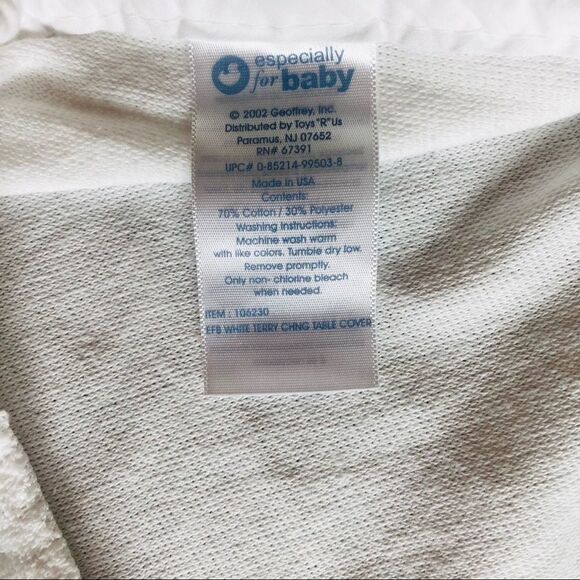 especially
for baby
© 2002 Geoffrey, Inc.
Distributed by Toys "R" Us
Paramus, NJ 07652
RN# 67391
UPC# 0-85214-99503-8
Made in USA
Contents:
70% Cotton / 30% Polyester
Washing Instructions:
Machine wash warm
with like colors. Tumble dry low.
Remove promptly.
Only non- chlorine bleach
when needed.
ITEM : 106230
EFB WHITE TERRY CHNG TABLE COVER